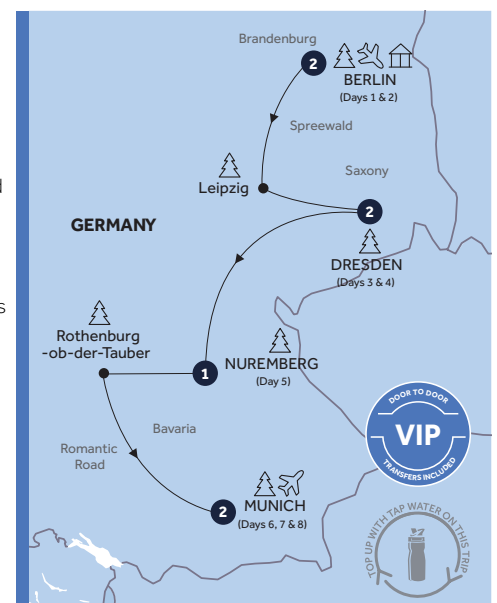 Brandenburg
2
BERLIN
(Days 1 & 2)
Spreewald
Saxony
Leipzig
2
GERMANY
DRESDEN
(Days 3 & 4)
Rothenburg
-ob-der-Tauber
1
NUREMBERG
(Day 5)
Bavaria
Romantic
Road
2
MUNICH
(Days 6, 7 & 8)
DOOR TO DOOR
VIP
TRANSFERS INCLUDED
TOP UP WITH TAP WATER ON THIS TRIP
d
s